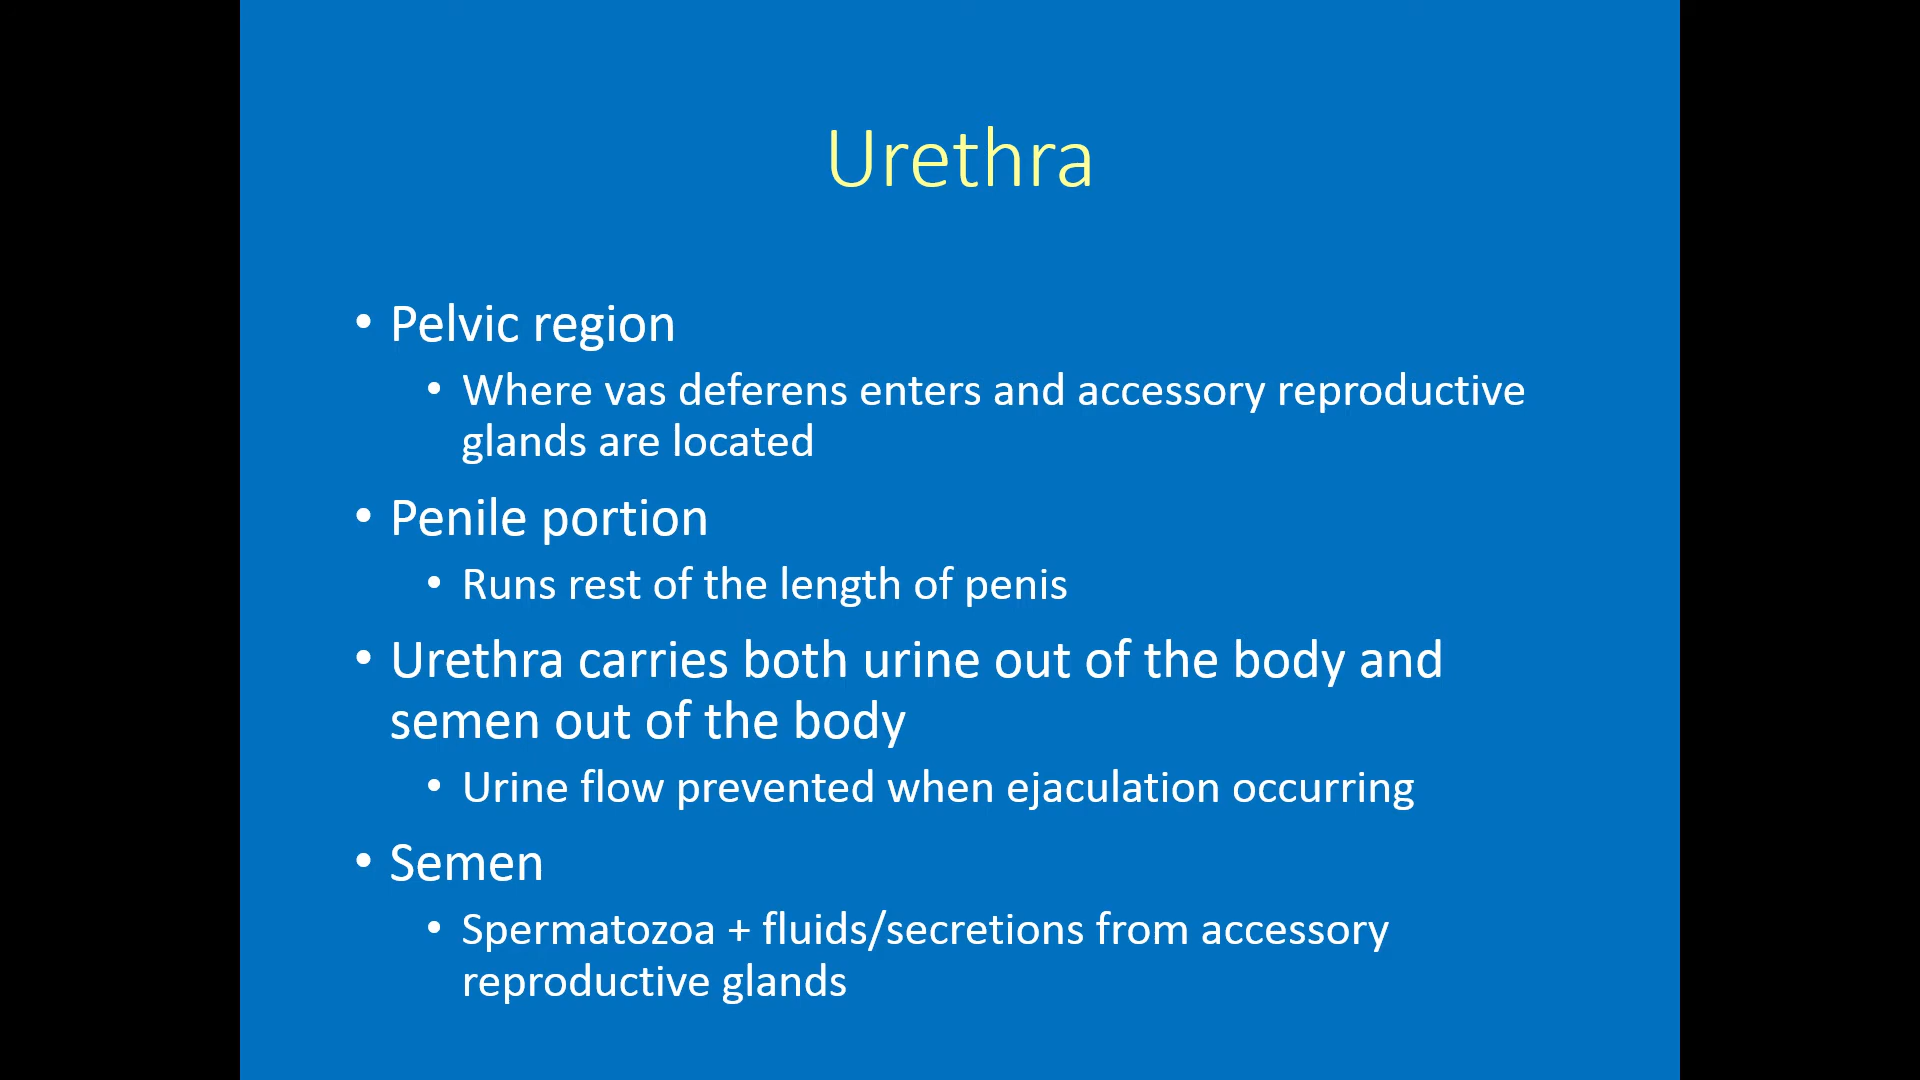 Urethra
• Pelvic region
• Where vas deferens enters and accessory reproductive
glands are located
• Penile portion
• Runs rest of the length of penis
• Urethra carries both urine out of the body and
semen out of the body
• Urine flow prevented when ejaculation occurring
• Semen
• Spermatozoa + fluids/secretions from accessory
reproductive glands